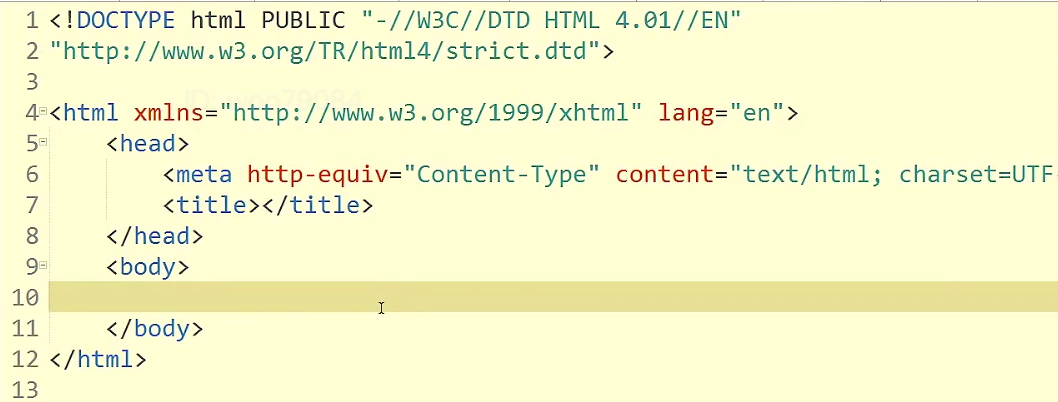 1 <!DOCTYPE html PUBLIC "-//W3C//DTD HTML 4.01//EN"
2 "http://www.w3.org/TR/html4/strict.dtd">
3
4 <html xmlns="http://www.w3.org/1999/xhtml" lang="en">
5 <head>
6 <meta http-equiv="Content-Type" content="text/html; charset=UTF
7 <title></title>
8 </head>
9 <body>
10
11 </body>
12 </html>
13